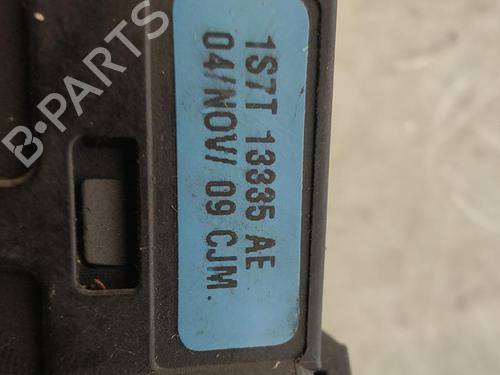 B-PARTS
1S7T 13335 AE
04/NOV/ 09 CJM.